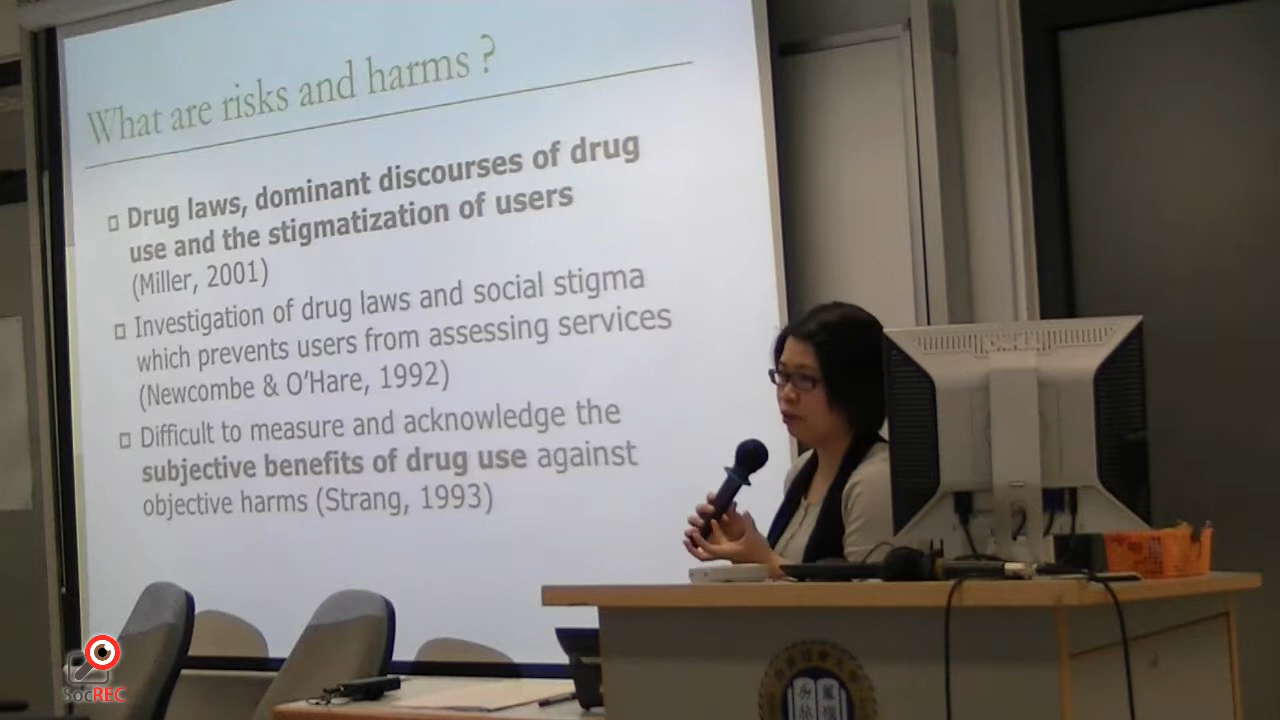 What are risks and harms ?
Drug laws, dominant discourses of drug
use and the stigmatization of users
(Miller, 2001)
Investigation of drug laws and social stigma
which prevents users from assessing services
(Newcombe & O'Hare, 1992)
Difficult to measure and acknowledge the
subjective benefits of drug use against
objective harms (Strang, 1993)
SocREC